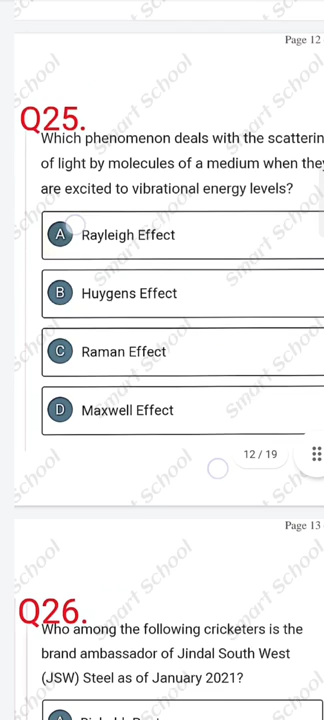 Page 12
Q25.
Which phenomenon deals with the
of light by molecules of a medium when
are excited to vibrational energy levels?
A Rayleigh Effect
B Huygens Effect
C Raman Effect
D Maxwell Effect
12 / 19
Page 13
Q26.
Who among the following cricketers is the
brand ambassador of Jindal South West
(JSW) Steel as of January 2021?
A
Smart School